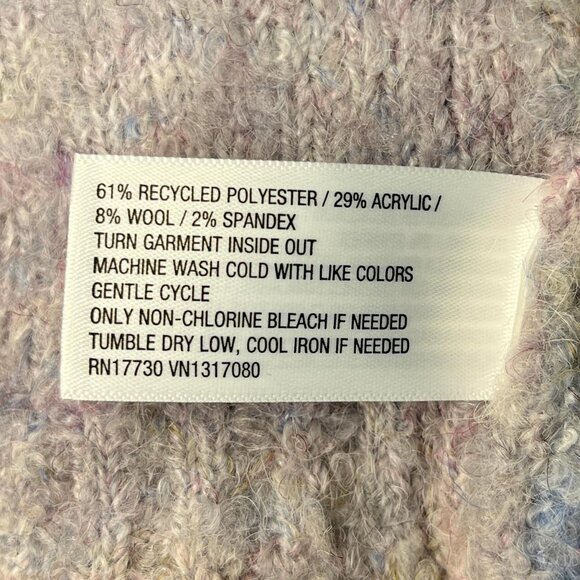 61% RECYCLED POLYESTER / 29% ACRYLIC /
8% WOOL / 2% SPANDEX
TURN GARMENT INSIDE OUT
MACHINE WASH COLD WITH LIKE COLORS
GENTLE CYCLE
ONLY NON-CHLORINE BLEACH IF NEEDED
TUMBLE DRY LOW, COOL IRON IF NEEDED
RN17730 VN1317080